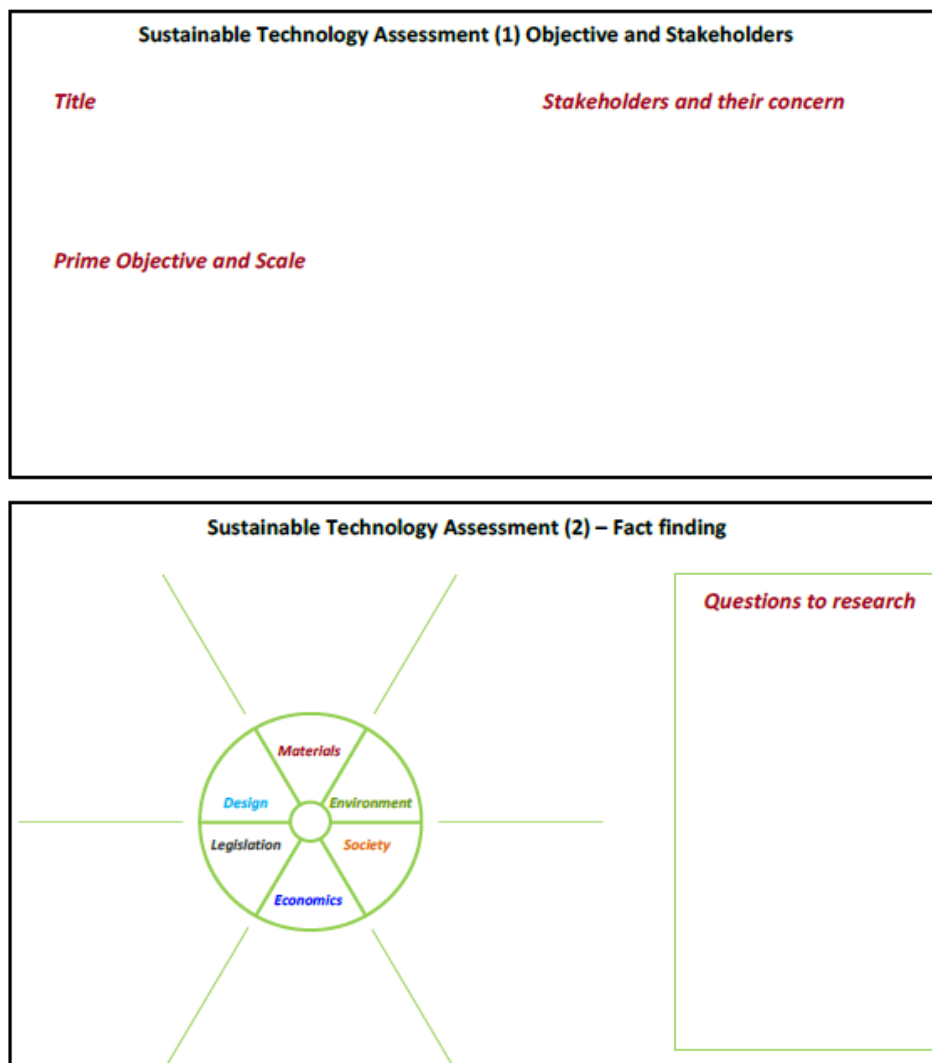 Sustainable Technology Assessment (1) Objective and Stakeholders
Title
Stakeholders and their concern
Prime Objective and Scale
Sustainable Technology Assessment (2) – Fact finding
Questions to research
Materials
Design
Environment
Legislation
Society
Economics